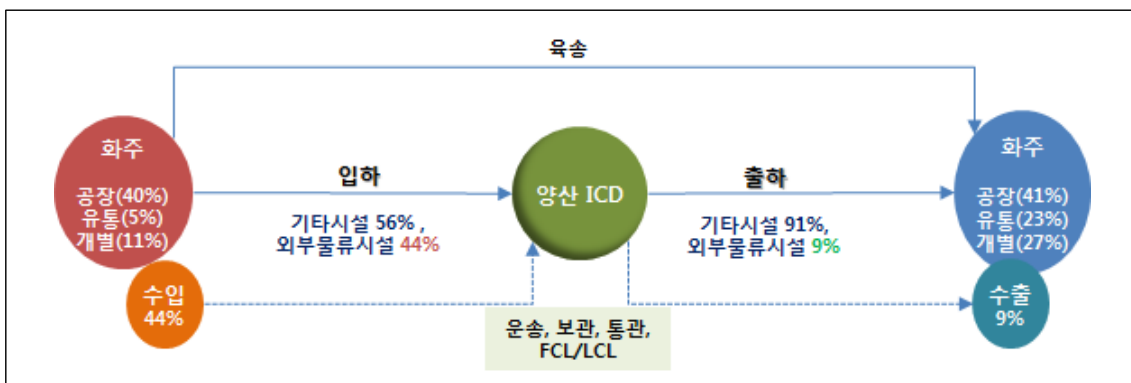 육송
화주
공장(40%)
유통(5%)
개별(11%)
수입
44%
입하
기타시설 56% ,
외부물류시설 44%
양산 ICD
운송, 보관, 통관,
FCL/LCL
출하
기타시설 91%,
외부물류시설 9%
화주
공장(41%)
유통(23%)
개별(27%)
수출
9%